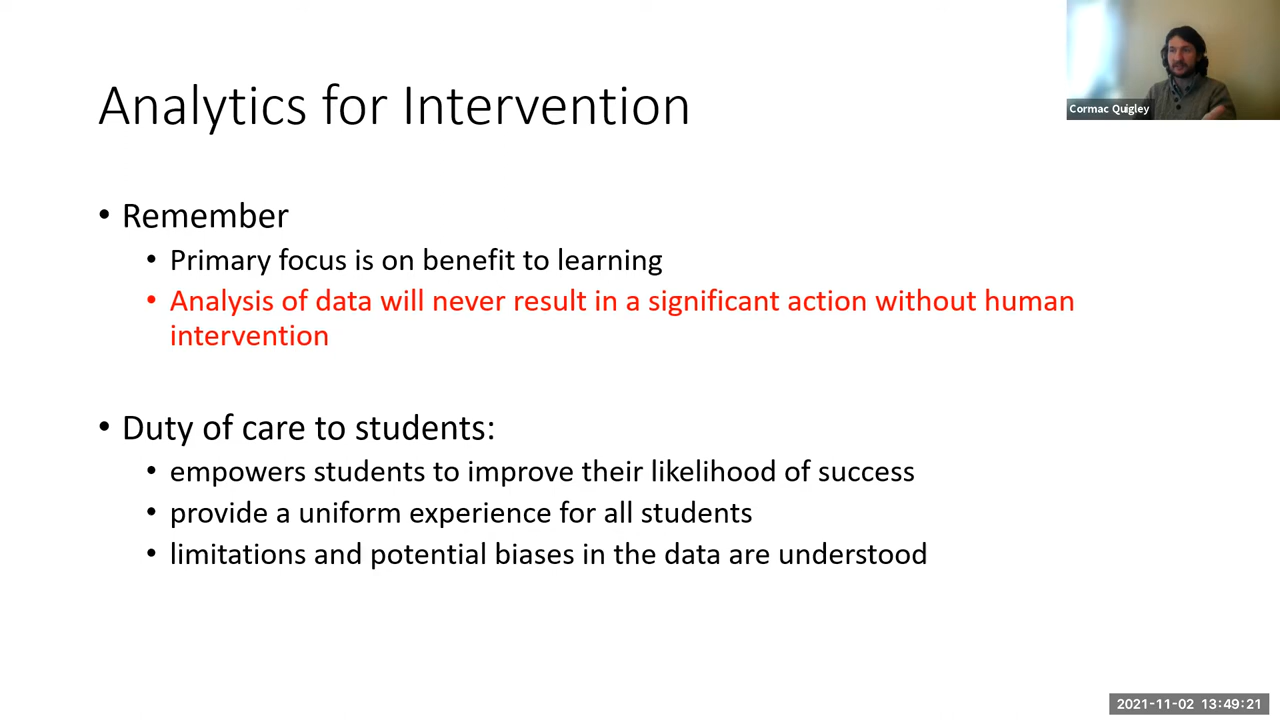 Cormac Quigley
Analytics for Intervention
• Remember
• Primary focus is on benefit to learning
• Analysis of data will never result in a significant action without human
intervention
• Duty of care to students:
• empowers students to improve their likelihood of success
• provide a uniform experience for all students
• limitations and potential biases in the data are understood
2021-11-02 13:49:21